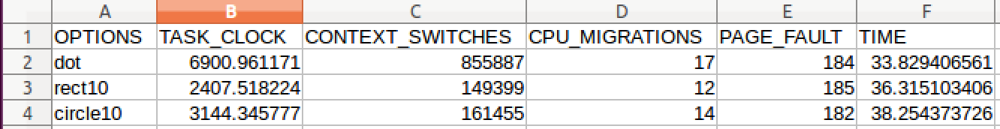 A B C D E F
1 OPTIONS TASK_CLOCK CONTEXT_SWITCHES CPU_MIGRATIONS PAGE_FAULT TIME
2 dot 6900.961171 855887 17 184 33.829406561
3 rect10 2407.518224 149399 12 185 36.315103406
4 circle10 3144.345777 161455 14 182 38.254373726